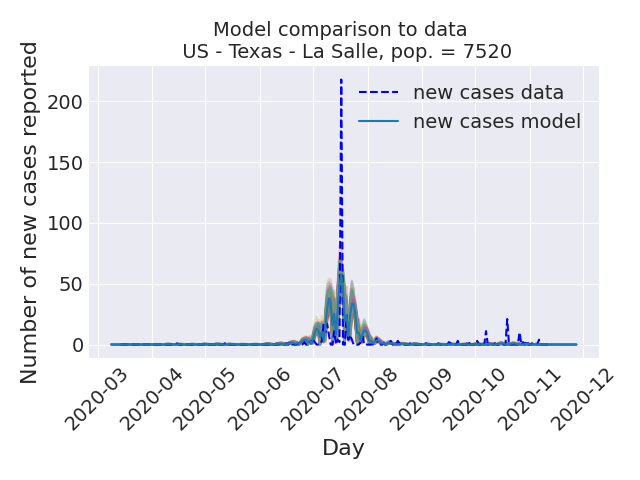 Model comparison to data
US - Texas - La Salle, pop. = 7520
Number of new cases reported
200
150
100
50
0
new cases data
new cases model
2020-03
2020-04
2020-05
2020-06
2020-07
2020-08
2020-09
2020-10
2020-11
2020-12
Day